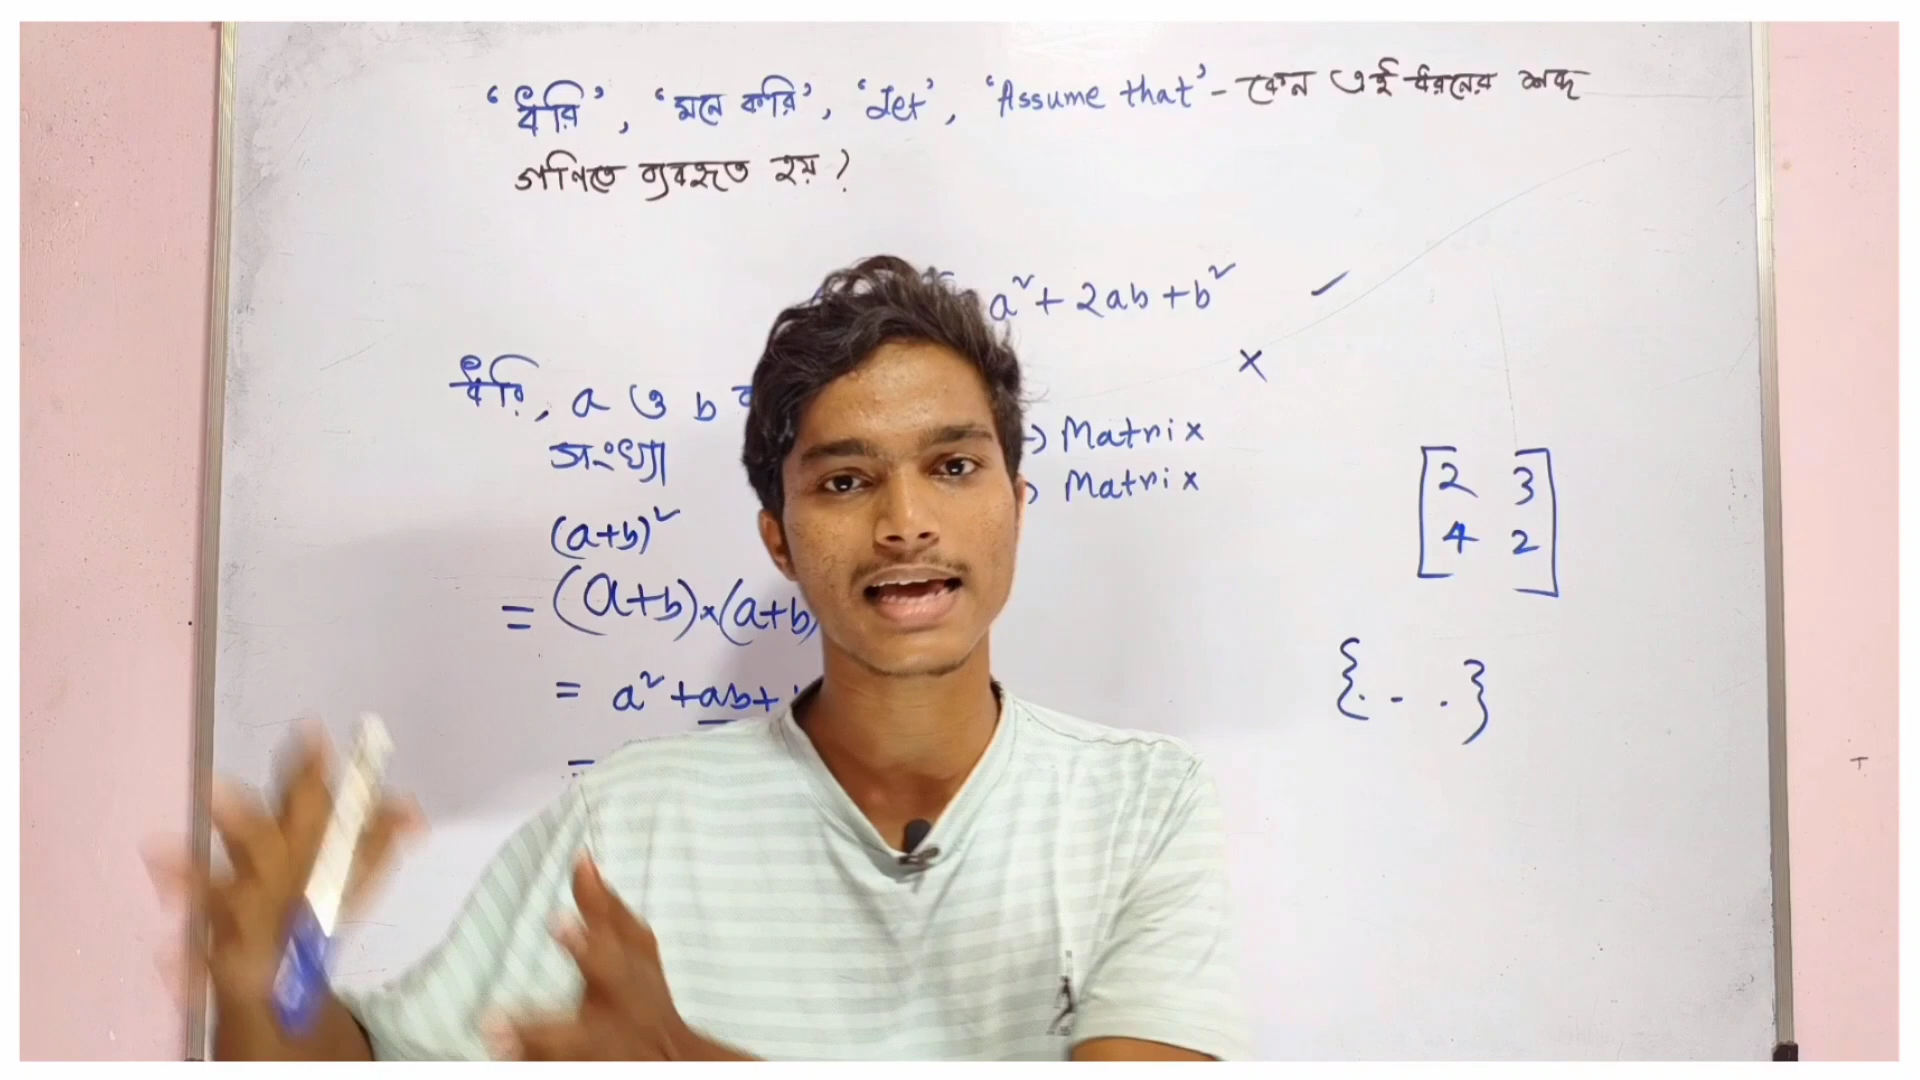 ‘ধরি’, ‘মনে করি’, ‘Let’, ‘Assume that’ - কেন এই ধরনের শব্দ
গণিতে ব্যবহৃত হয় ?
a² + 2ab + b² ✓
×
ধরি, a ও b
সংখ্যা
→ Matrix
Matrix
(a+b)²
= (a+b)×(a+b)
= a² + ab +
=
[2 3
4 2]
{. - .}